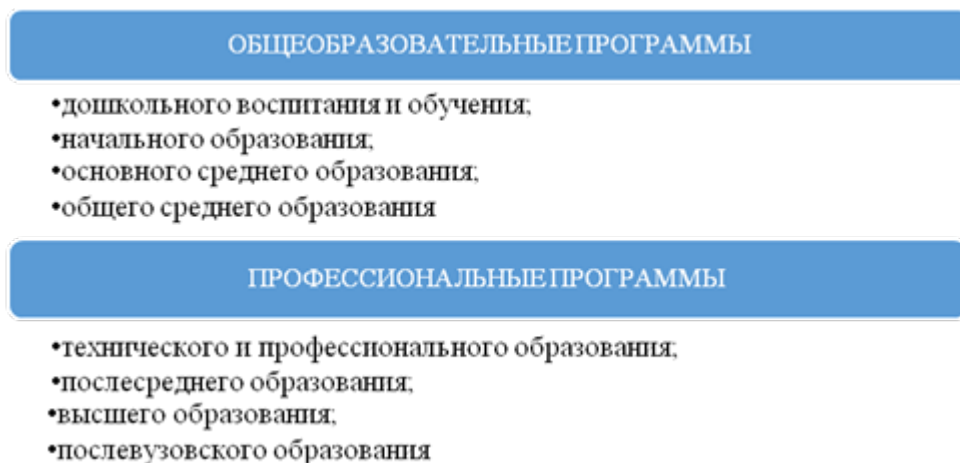 ОБЩЕОБРАЗОВАТЕЛЬНЫЕ ПРОГРАММЫ
•дошкольного воспитания и обучения;
•начального образования;
•основного среднего образования;
•общего среднего образования
ПРОФЕССИОНАЛЬНЫЕ ПРОГРАММЫ
•технического и профессионального образования;
•послесреднего образования;
•высшего образования;
•послевузовского образования